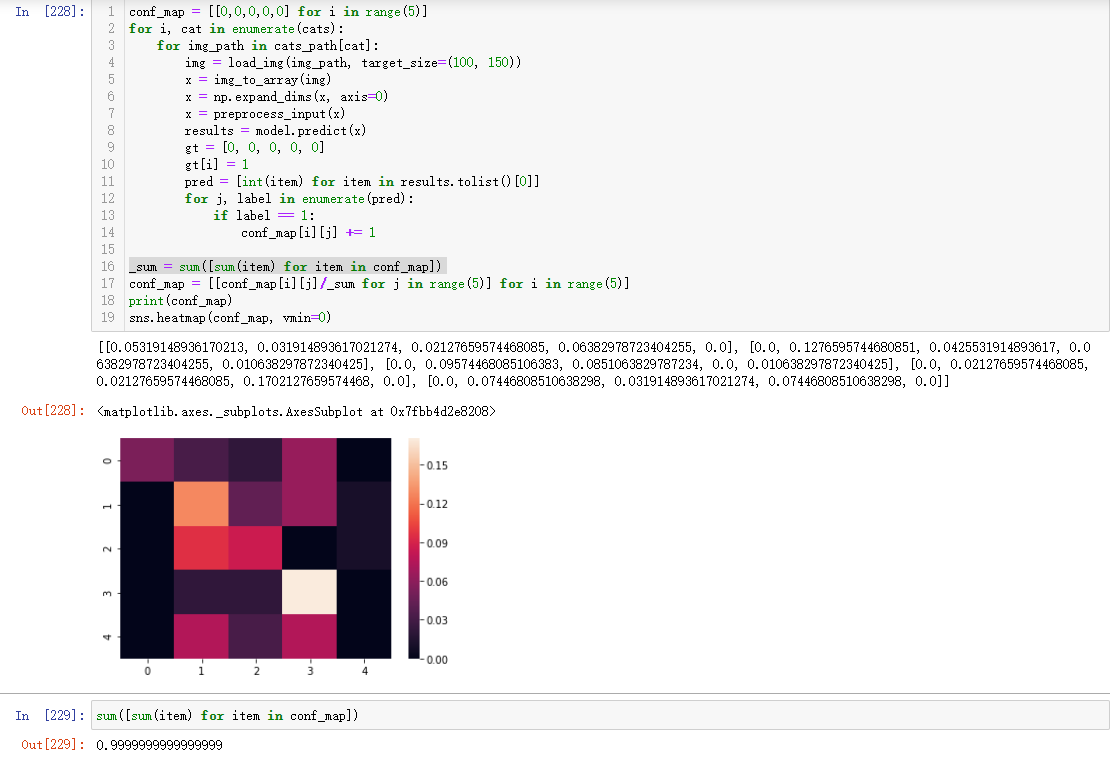 In [228]:
1 conf_map = [[0,0,0,0,0] for i in range(5)]
2 for i, cat in enumerate(cats):
3     for img_path in cats_path[cat]:
4         img = load_img(img_path, target_size=(100, 150))
5         x = img_to_array(img)
6         x = np.expand_dims(x, axis=0)
7         x = preprocess_input(x)
8         results = model.predict(x)
9         gt = [0, 0, 0, 0, 0]
10         gt[i] = 1
11         pred = [int(item) for item in results.tolist()[0]]
12         for j, label in enumerate(pred):
13             if label == 1:
14                 conf_map[i][j] += 1
15
16 _sum = sum([sum(item) for item in conf_map])
17 conf_map = [[conf_map[i][j]/_sum for j in range(5)] for i in range(5)]
18 print(conf_map)
19 sns.heatmap(conf_map, vmin=0)
[[0.05319148936170213, 0.031914893617021274, 0.02127659574468085, 0.06382978723404255, 0.0], [0.0, 0.1276595744680851, 0.0425531914893617, 0.0
6382978723404255, 0.010638297872340425], [0.0, 0.09574468085106383, 0.0851063829787234, 0.0, 0.010638297872340425], [0.0, 0.02127659574468085,
0.02127659574468085, 0.1702127659574468, 0.0], [0.0, 0.07446808510638298, 0.031914893617021274, 0.07446808510638298, 0.0]]
Out[228]: <matplotlib.axes._subplots.AxesSubplot at 0x7fbb4d2e8208>
0
1
2
3
4
0 1 2 3 4
0.15
0.12
0.09
0.06
0.03
0.00
In [229]: sum([sum(item) for item in conf_map])
Out[229]: 0.9999999999999999